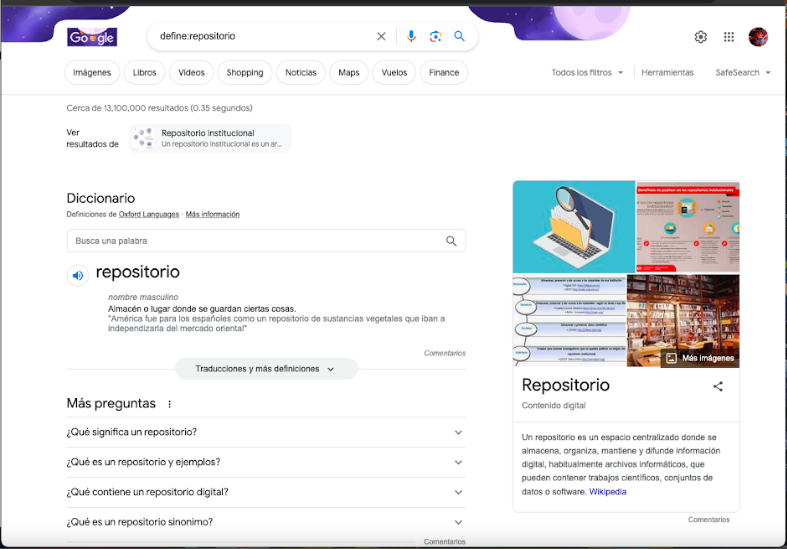 Google
define:repositorio
Imágenes
Libros
Vídeos
Shopping
Noticias
Maps
Vuelos
Finance
Todos los filtros
Herramientas
SafeSearch
Cerca de 13,100,000 resultados (0.35 segundos)
Ver
resultados de
Repositorio institucional
Un repositorio institucional es un ar...
Diccionario
Definiciones de Oxford Languages · Más información
Busca una palabra
repositorio
nombre masculino
Almacén o lugar donde se guardan ciertas cosas.
"América fue para los españoles como un repositorio de sustancias vegetales que iban a
independizarla del mercado oriental"
Comentarios
Traducciones y más definiciones
Más preguntas
¿Qué significa un repositorio?
¿Qué es un repositorio y ejemplos?
¿Qué contiene un repositorio digital?
¿Qué es un repositorio sinonimo?
Comentarios
Más imágenes
Repositorio
Contenido digital
Un repositorio es un espacio centralizado donde se
almacena, organiza, mantiene y difunde información
digital, habitualmente archivos informáticos, que
pueden contener trabajos científicos, conjuntos de
datos o software. Wikipedia
Comentarios